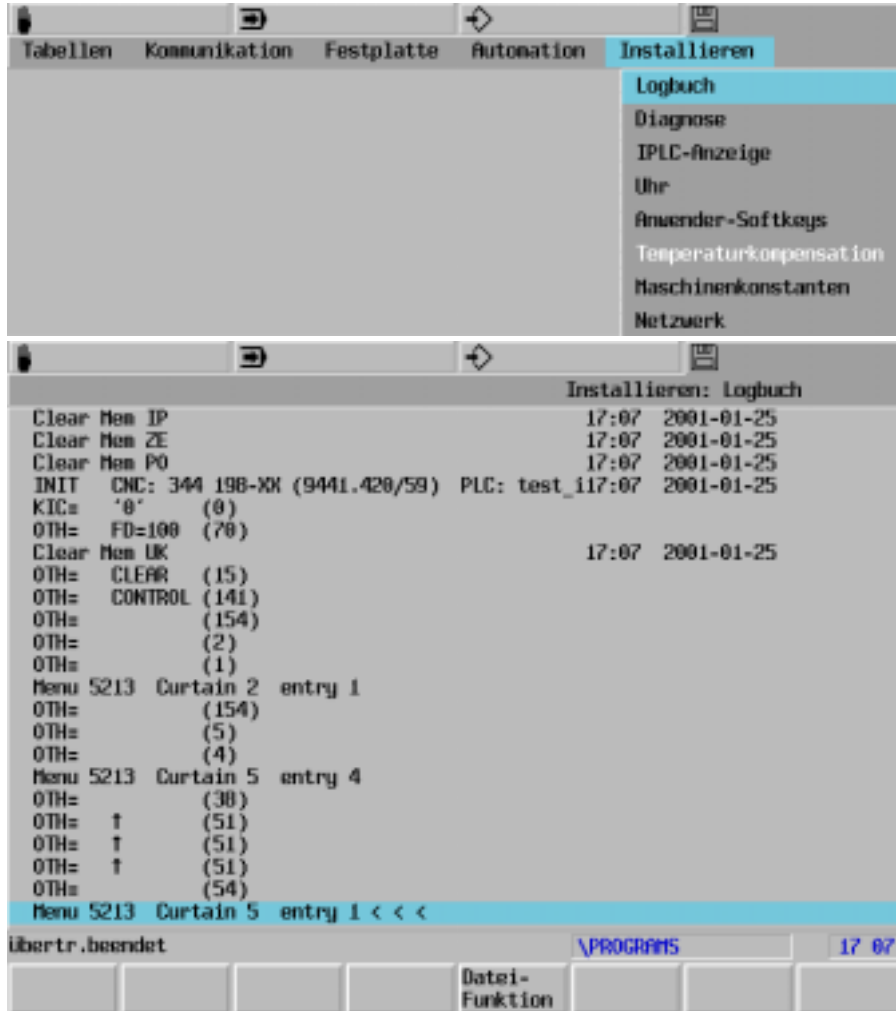 Tabellen Kommunikation Festplatte Automation Installieren
Logbuch
Diagnose
IPLC-Anzeige
Uhr
Anwender-Softkeys
Temperaturkompensation
Maschinenkonstanten
Netzwerk
Installieren: Logbuch
Clear Mem IP 17:07 2001-01-25
Clear Mem ZE 17:07 2001-01-25
Clear Mem PO 17:07 2001-01-25
INIT CNC: 344 198-XX (9441.420/59) PLC: test_i17:07 2001-01-25
KIC= '0' (0)
OTH= FD=100 (70)
Clear Mem UK 17:07 2001-01-25
OTH= CLEAR (15)
OTH= CONTROL (141)
OTH= (154)
OTH= (2)
OTH= (1)
Menu 5213 Curtain 2 entry 1
OTH= (154)
OTH= (5)
OTH= (4)
Menu 5213 Curtain 5 entry 4
OTH= (38)
OTH= ↑ (51)
OTH= ↑ (51)
OTH= ↑ (51)
OTH= (54)
Menu 5213 Curtain 5 entry 1 < < <
übertr.beendet \PROGRAMS 17 07
Datei-
Funktion